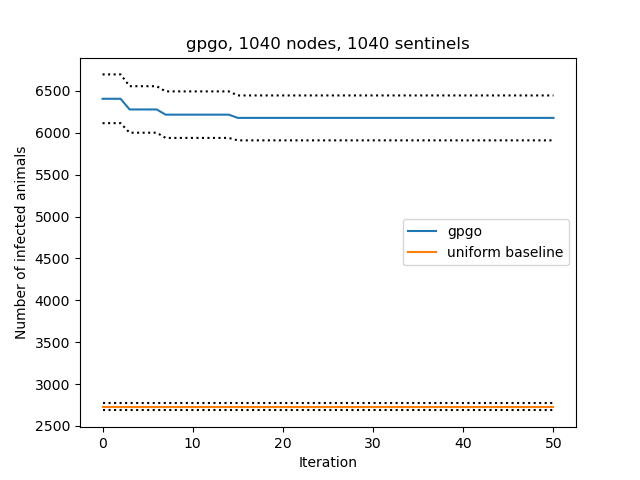 gpgo, 1040 nodes, 1040 sentinels
6500
6000
5500
5000
4500
4000
3500
3000
2500
Number of infected animals
gpgo
uniform baseline
0 10 20 30 40 50
Iteration